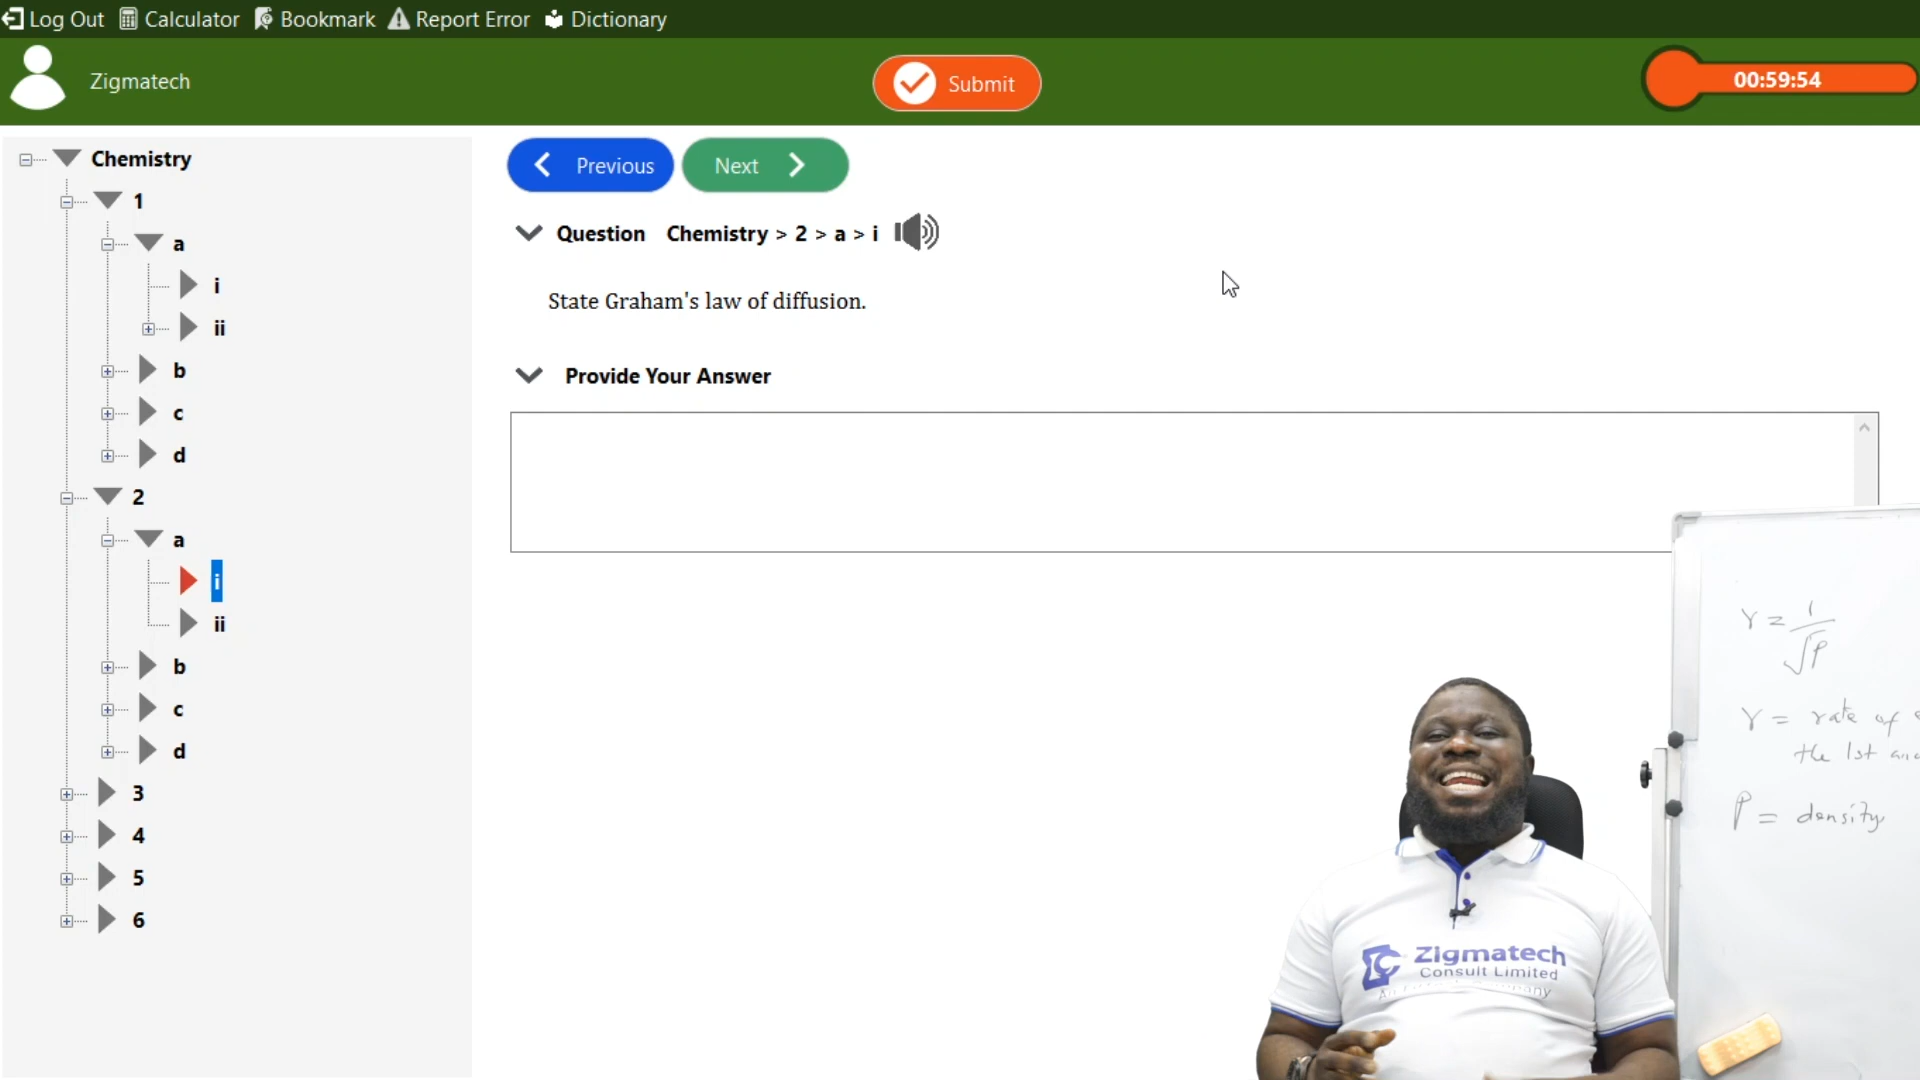 Log Out Calculator Bookmark Report Error Dictionary
Zigmatech
Submit
00:59:54
Chemistry
1
a
i
ii
b
c
d
2
a
i
ii
b
c
d
3
4
5
6
Previous Next
Question Chemistry > 2 > a > i
State Graham's law of diffusion.
Provide Your Answer
r = 1/√ρ
r = rate of
the 1st
ρ = density
Zigmatech
Consult Limited